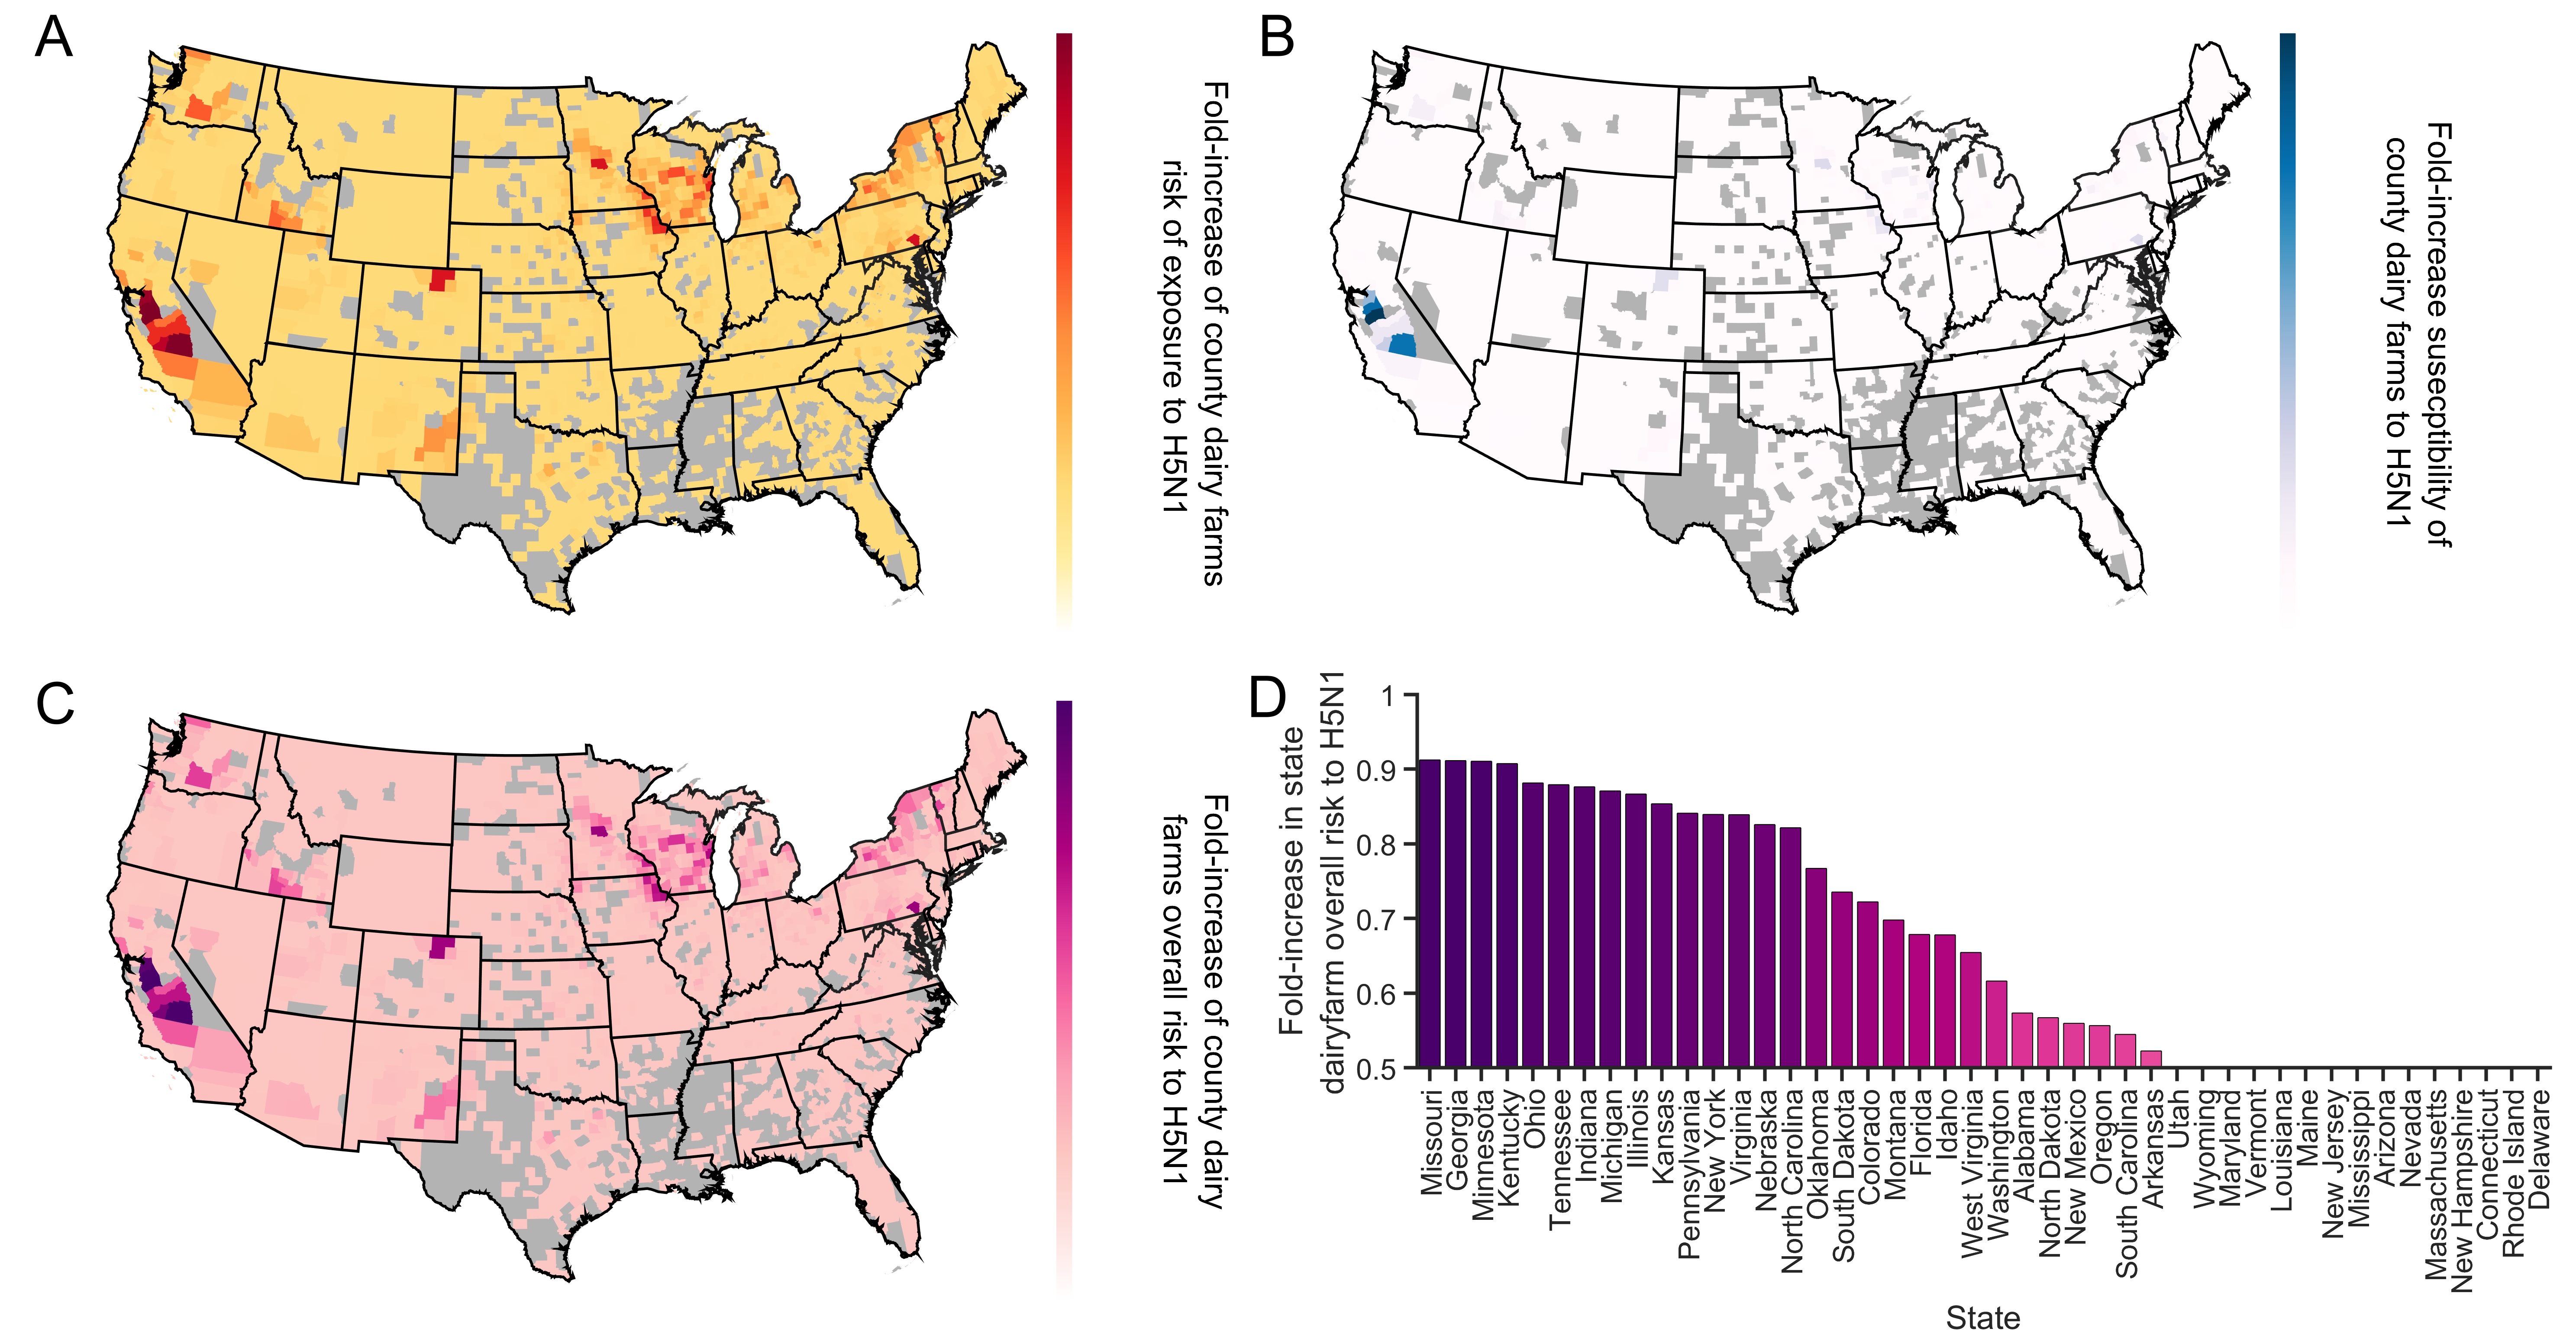 A
Fold-increase of county dairy farms
risk of exposure to H5N1
B
Fold-increase susecptibility of
county dairy farms to H5N1
C
Fold-increase of county dairy
farms overall risk to H5N1
D
Fold-increase in state
dairyfarm overall risk to H5N1
1
0.9
0.8
0.7
0.6
0.5
Missouri
Georgia
Minnesota
Kentucky
Ohio
Tennessee
Indiana
Michigan
Illinois
Kansas
Pennsylvania
New York
Virginia
Nebraska
North Carolina
Oklahoma
South Dakota
Colorado
Montana
Florida
Idaho
West Virginia
Washington
Alabama
North Dakota
New Mexico
Oregon
South Carolina
Arkansas
Utah
Wyoming
Maryland
Vermont
Louisiana
Maine
New Jersey
Mississippi
Arizona
Nevada
Massachusetts
New Hampshire
Connecticut
Rhode Island
Delaware
State